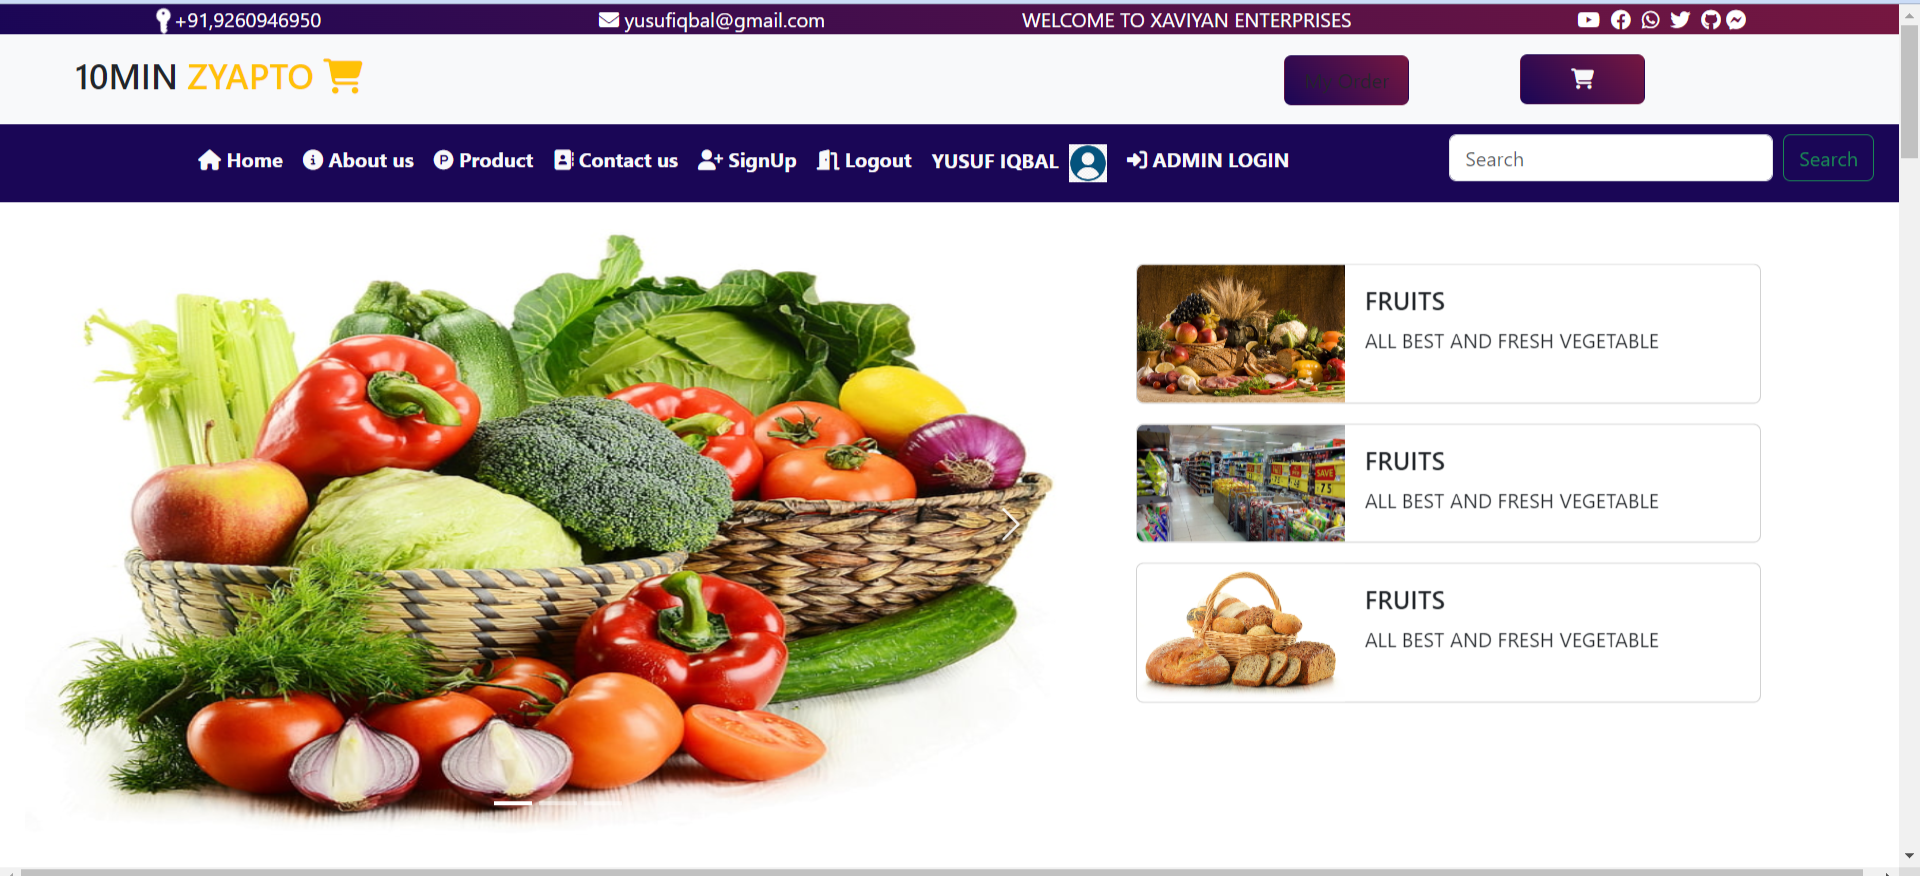 +91,9260946950 yusufiqbal@gmail.com WELCOME TO XAVIYAN ENTERPRISES
10MIN ZYAPTO My Order
Home About us Product Contact us SignUp Logout YUSUF IQBAL ADMIN LOGIN Search Search
FRUITS
ALL BEST AND FRESH VEGETABLE
SAVE
75
FRUITS
ALL BEST AND FRESH VEGETABLE
FRUITS
ALL BEST AND FRESH VEGETABLE